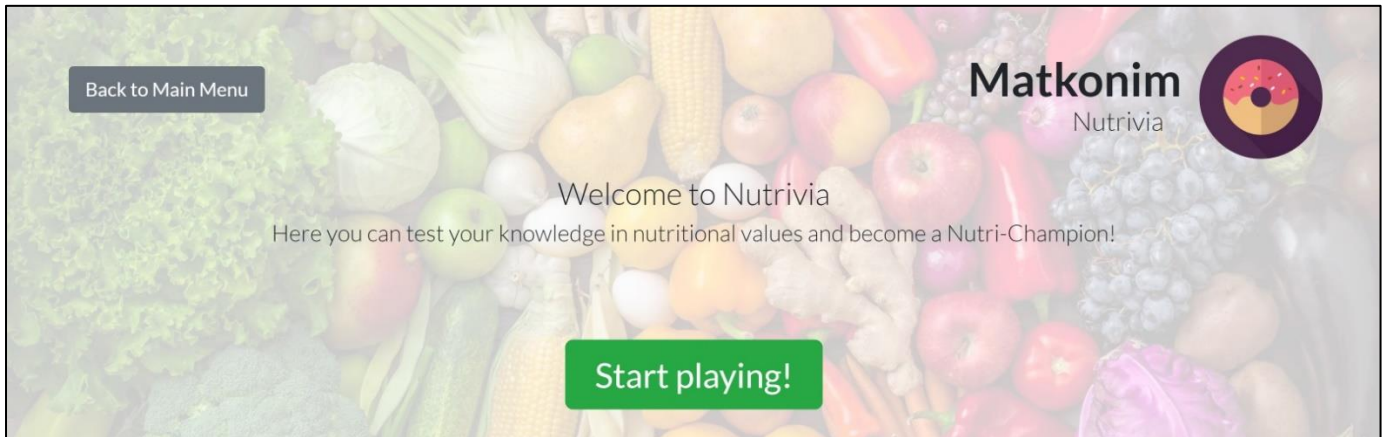 Back to Main Menu
Matkonim
Nutrivia
Welcome to Nutrivia
Here you can test your knowledge in nutritional values and become a Nutri-Champion!
Start playing!